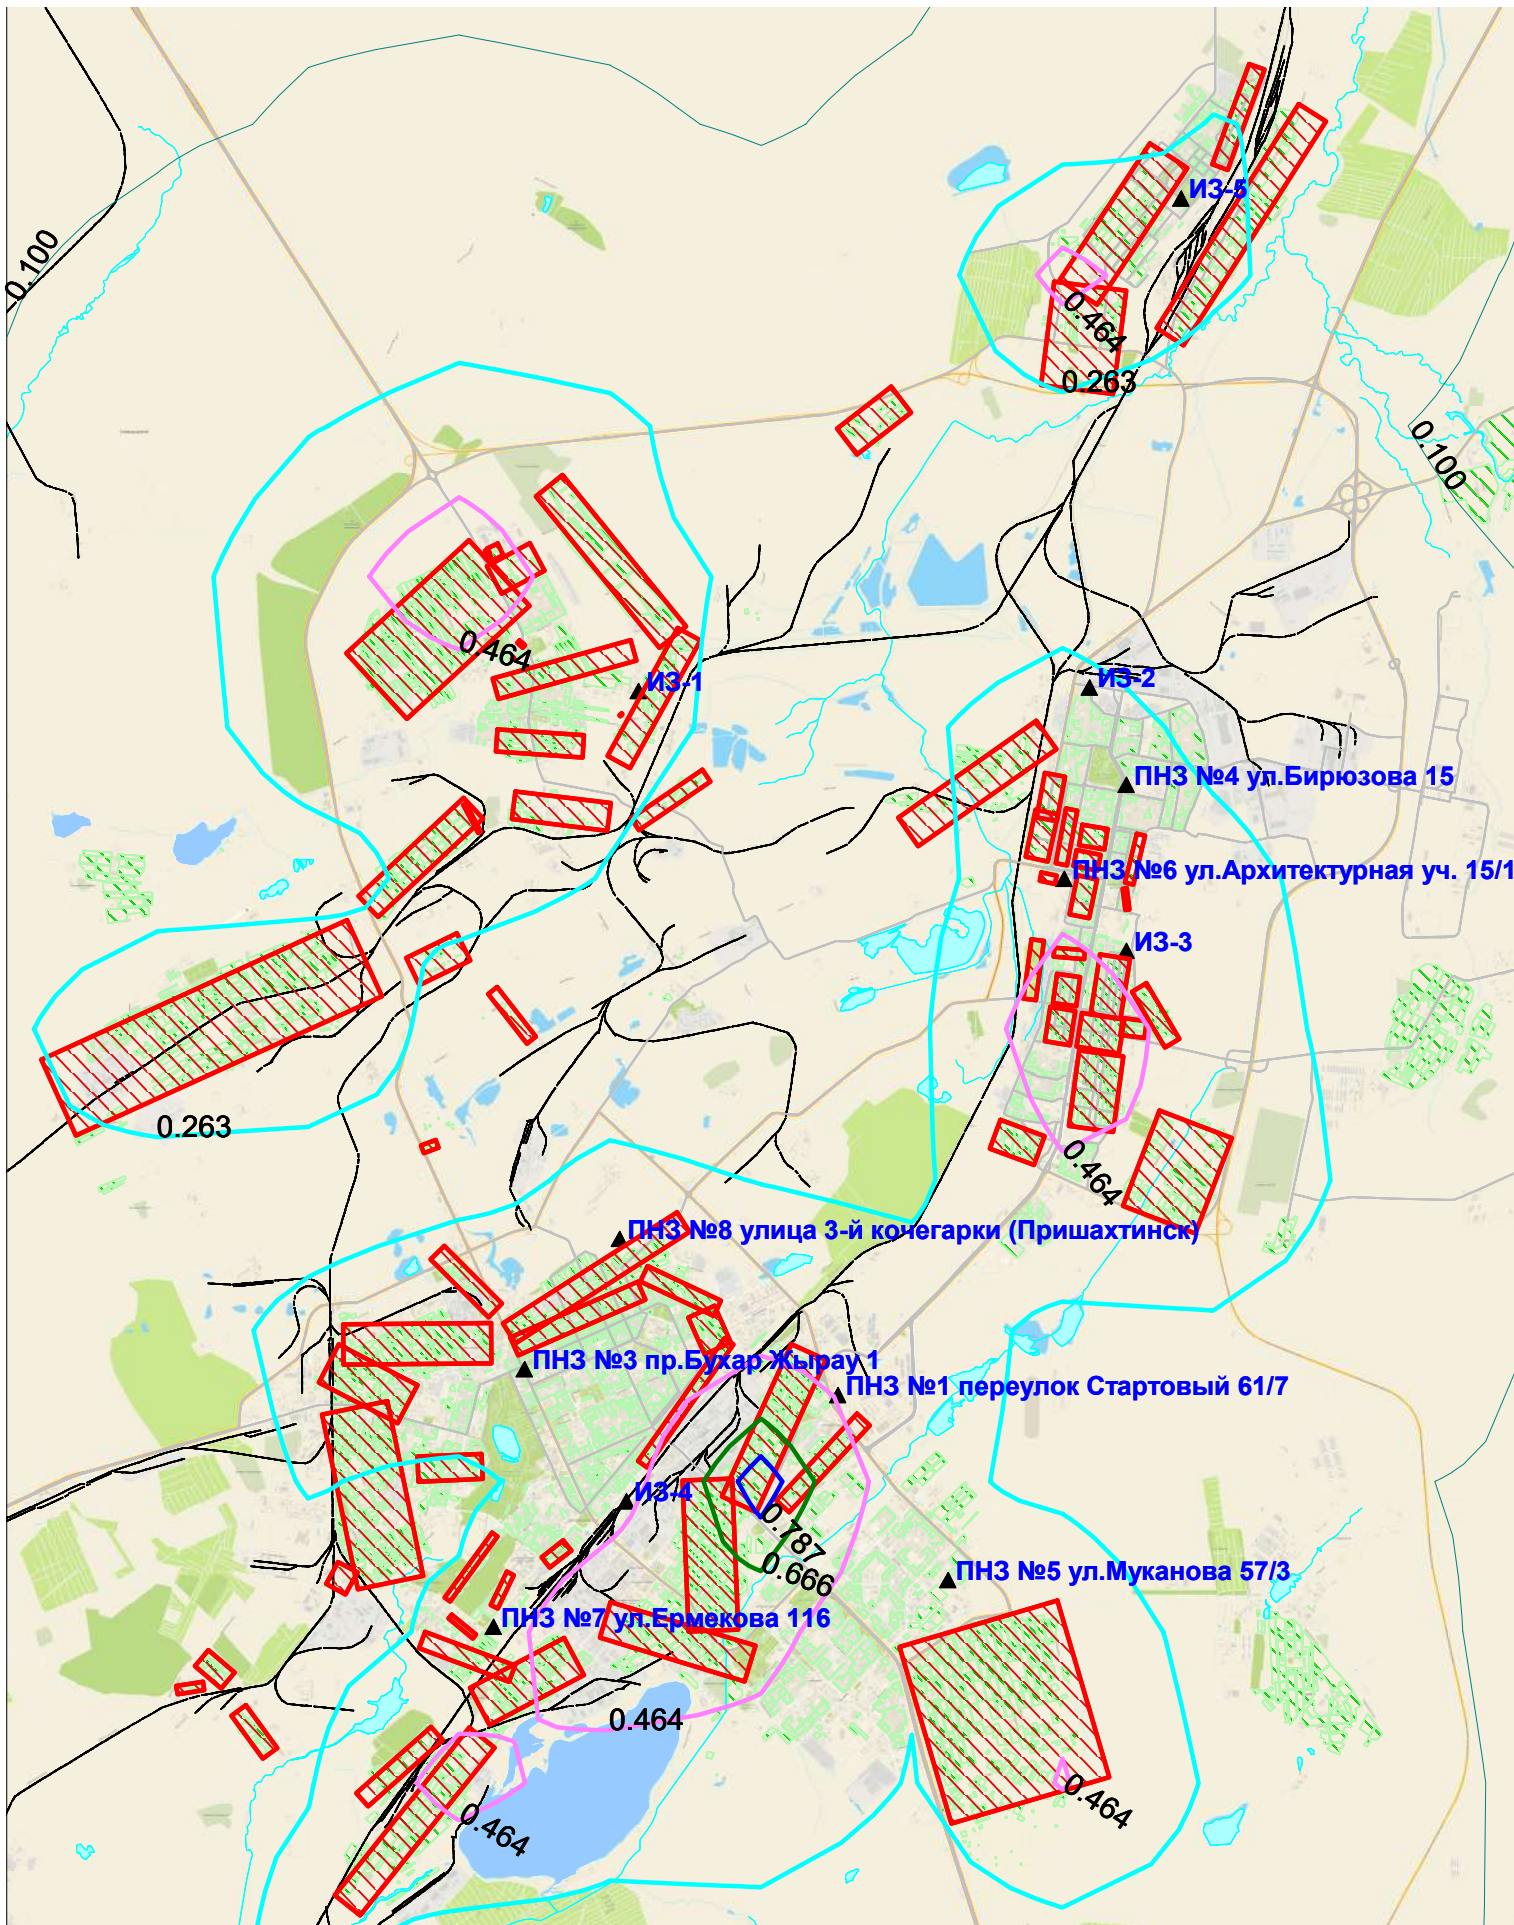 ИЗ-5
0.100
0.464
0.263
0.100
0.464
ИЗ-1
ИЗ-2
ПНЗ №4 ул.Бирюзова 15
ПНЗ №6 ул.Архитектурная уч. 15/1
ИЗ-3
0.263
0.464
ПНЗ №8 улица 3-й кочегарки (Пришахтинск)
ПНЗ №3 пр.Бухар Жырау 1
ПНЗ №1 переулок Стартовый 61/7
ИЗ-4
0.787
0.666
ПНЗ №5 ул.Муканова 57/3
ПНЗ №7 ул.Ермекова 116
0.464
0.464
0.464